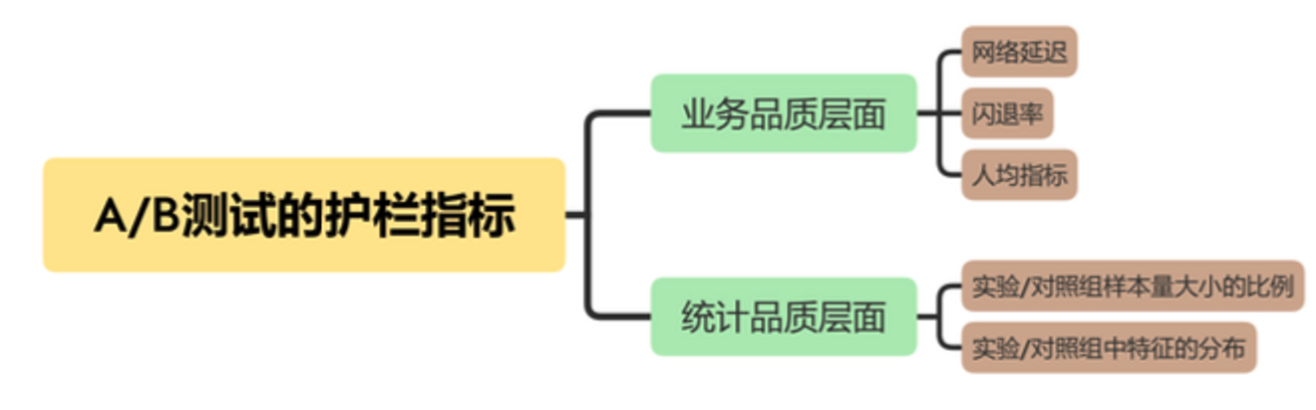 A/B测试的护栏指标
业务品质层面
网络延迟
闪退率
人均指标
统计品质层面
实验/对照组样本量大小的比例
实验/对照组中特征的分布